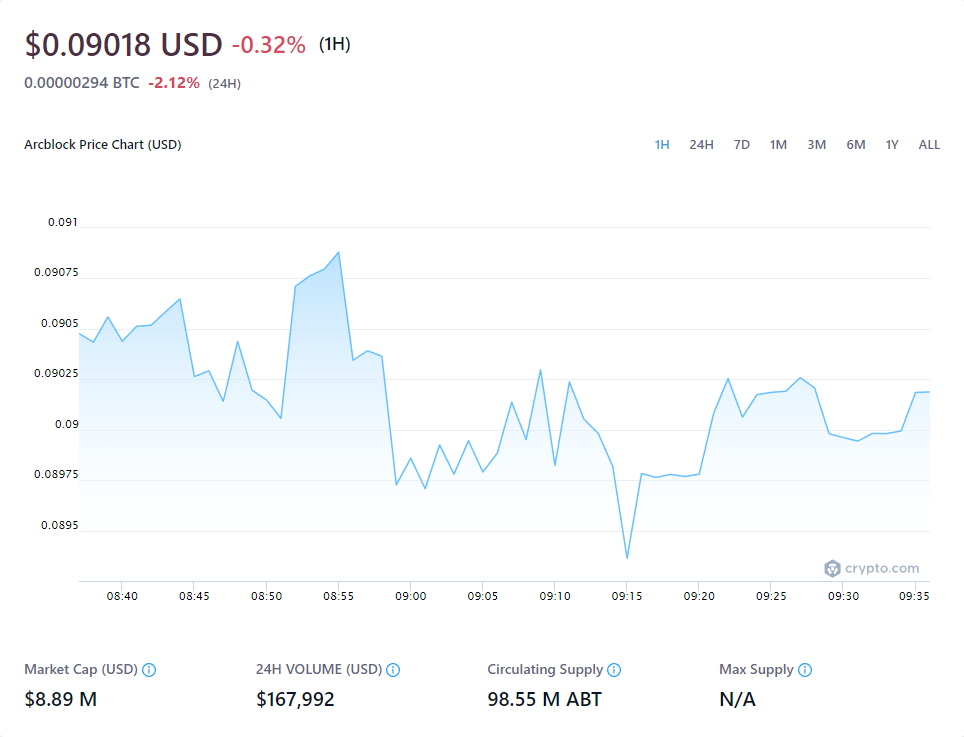 $0.09018 USD -0.32% (1H)
0.00000294 BTC -2.12% (24H)
Arcblock Price Chart (USD) 1H 24H 7D 1M 3M 6M 1Y ALL
0.091
0.09075
0.0905
0.09025
0.09
0.08975
0.0895
crypto.com
08:40 08:45 08:50 08:55 09:00 09:05 09:10 09:15 09:20 09:25 09:30 09:35
Market Cap (USD) 24H VOLUME (USD) Circulating Supply Max Supply
$8.89 M $167,992 98.55 M ABT N/A